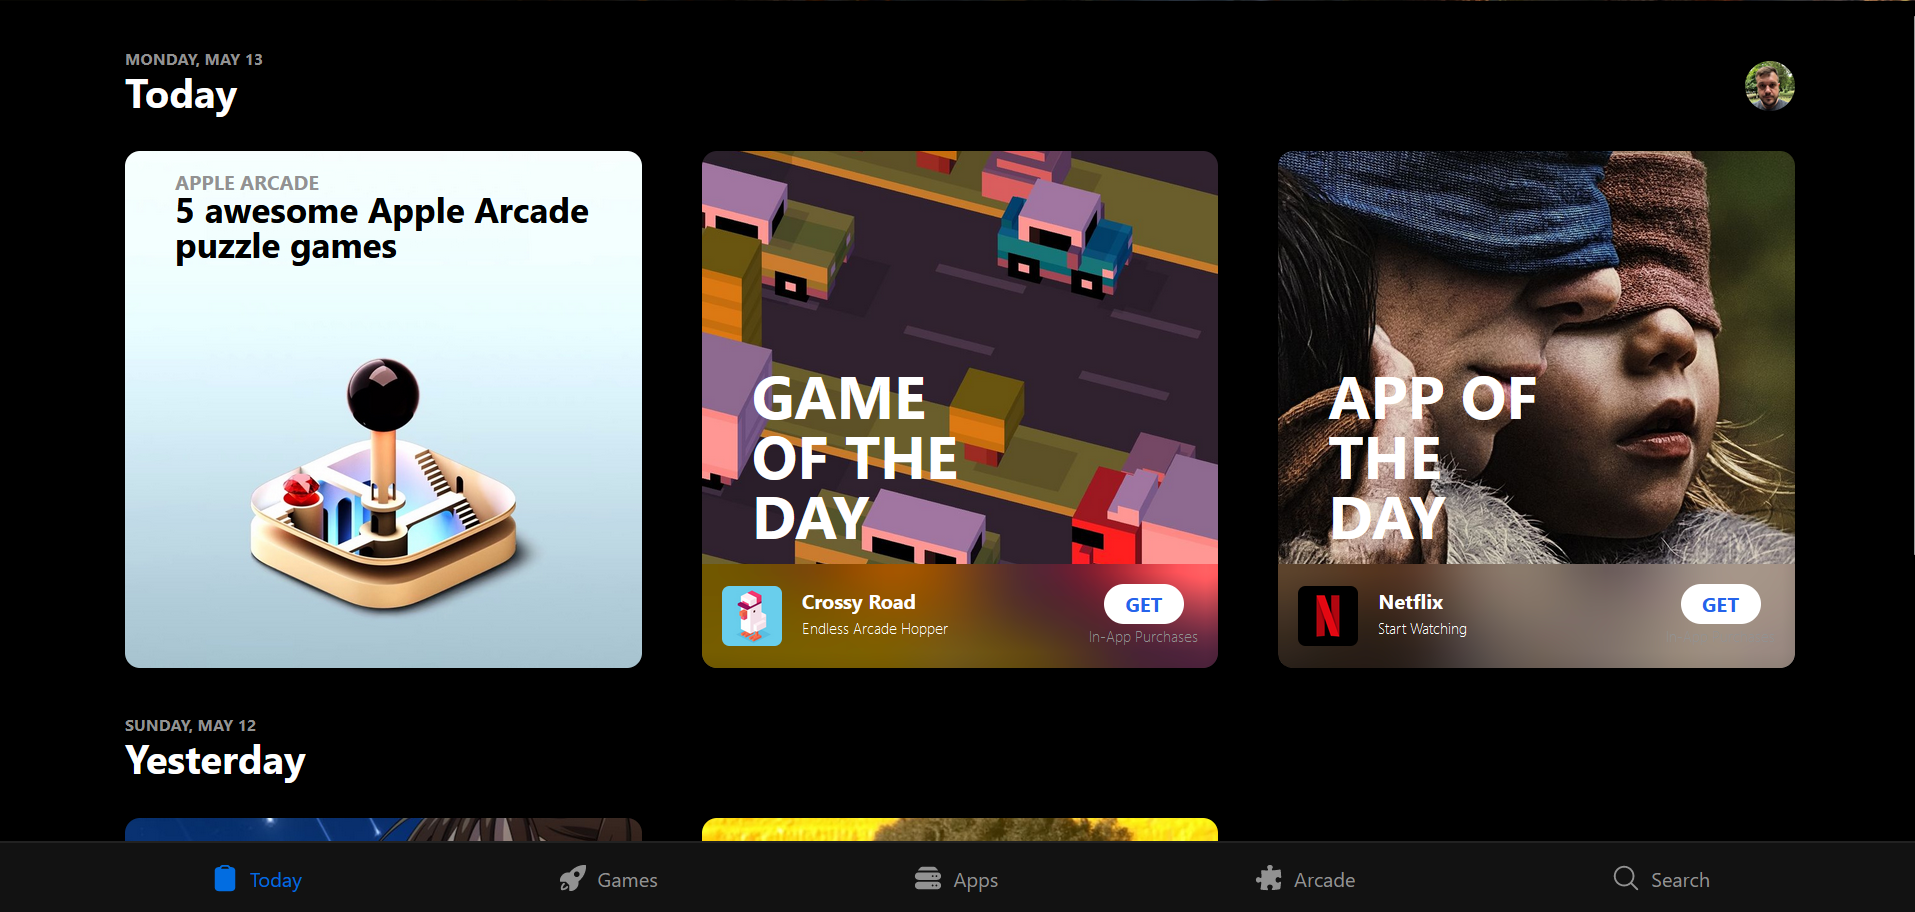 MONDAY, MAY 13
Today
APPLE ARCADE
5 awesome Apple Arcade
puzzle games
GAME
OF THE
DAY
Crossy Road
Endless Arcade Hopper
GET
In-App Purchases
APP OF
THE
DAY
Netflix
Start Watching
GET
SUNDAY, MAY 12
Yesterday
Today
Games
Apps
Arcade
Search